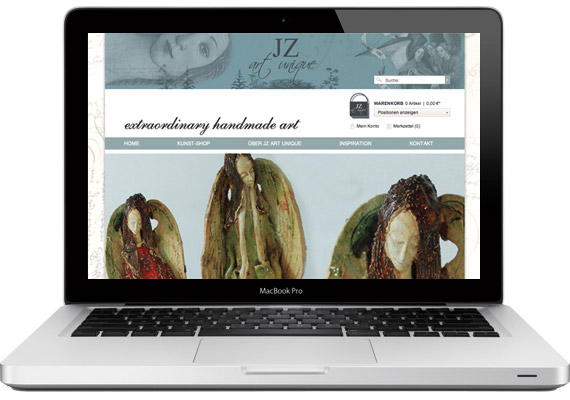 JZ
art unique
Suche
JZ
WARENKORB 0 Artikel | 0,00 €*
Positionen anzeigen
Mein Konto Merkzettel (0)
extraordinary handmade art
HOME KUNST-SHOP ÜBER JZ ART UNIQUE INSPIRATION KONTAKT
MacBook Pro